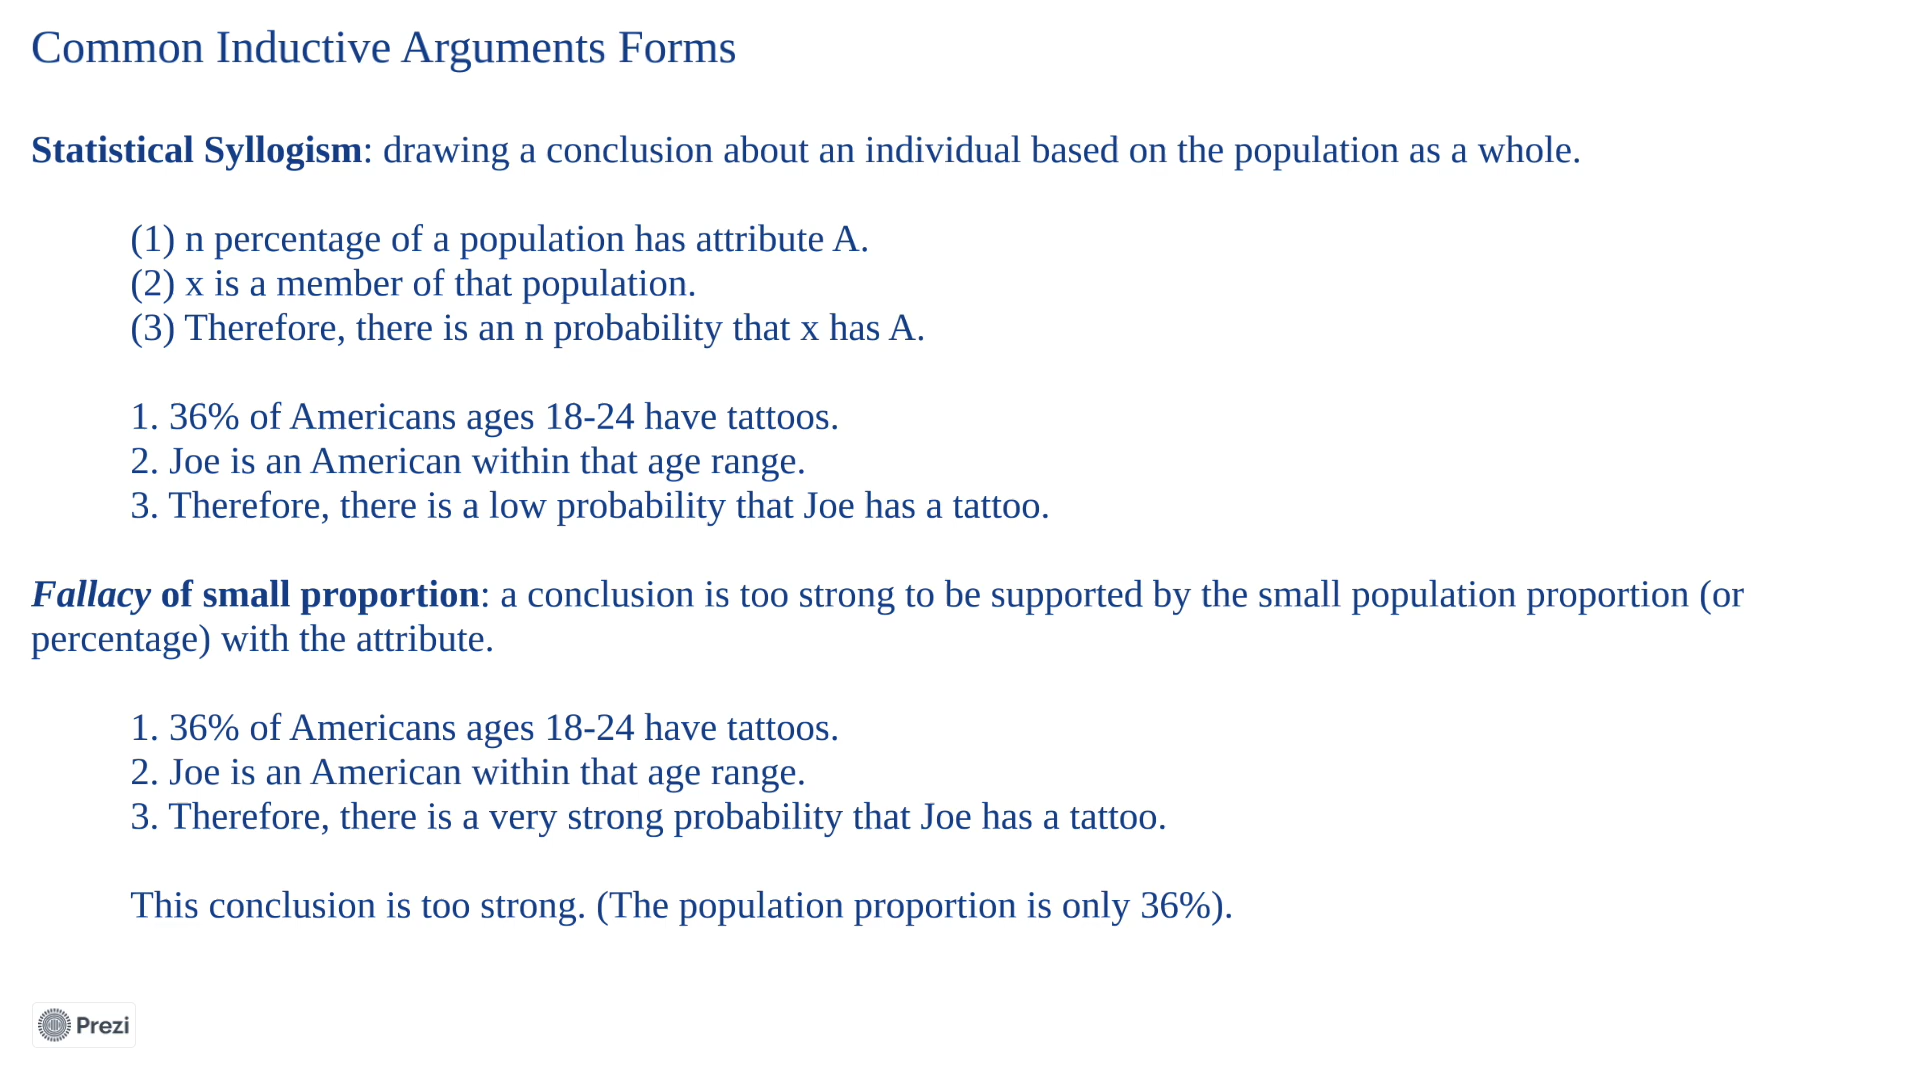 Common Inductive Arguments Forms
Statistical Syllogism: drawing a conclusion about an individual based on the population as a whole.
(1) n percentage of a population has attribute A.
(2) x is a member of that population.
(3) Therefore, there is an n probability that x has A.
1. 36% of Americans ages 18-24 have tattoos.
2. Joe is an American within that age range.
3. Therefore, there is a low probability that Joe has a tattoo.
Fallacy of small proportion: a conclusion is too strong to be supported by the small population proportion (or
percentage) with the attribute.
1. 36% of Americans ages 18-24 have tattoos.
2. Joe is an American within that age range.
3. Therefore, there is a very strong probability that Joe has a tattoo.
This conclusion is too strong. (The population proportion is only 36%).
Prezi